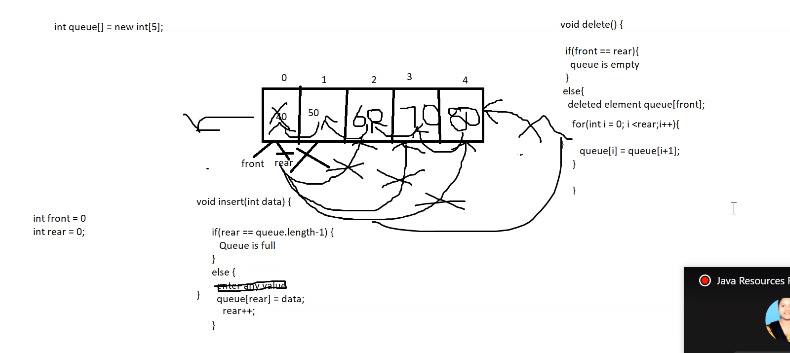 int queue[] = new int[5];
void delete() {
if(front == rear){
queue is empty
}
else{
deleted element queue[front];
for(int i = 0; i <rear;i++){
queue[i] = queue[i+1];
}
}
0 1 2 3 4
40 50 60 70 80
front rear
void insert(int data) {
int front = 0
int rear = 0;
if(rear == queue.length-1) {
Queue is full
}
else {
enter any value
} queue[rear] = data;
rear++;
}
Java Resources